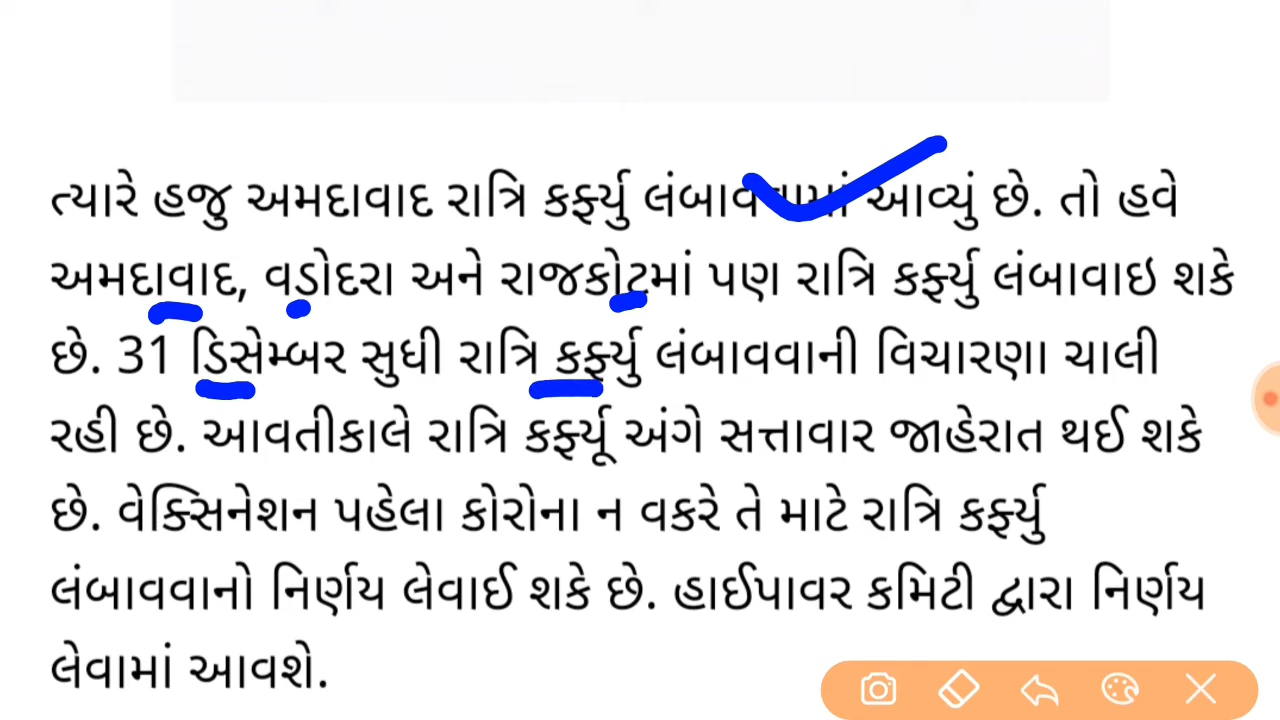 ત્યારે હજુ અમદાવાદ રાત્રિ કર્ફ્યુ લંબાવવામાં આવ્યું છે. તો હવે
અમદાવાદ, વડોદરા અને રાજકોટમાં પણ રાત્રિ કર્ફ્યુ લંબાવાઇ શકે
છે. 31 ડિસેમ્બર સુધી રાત્રિ કર્ફ્યુ લંબાવવાની વિચારણા ચાલી
રહી છે. આવતીકાલે રાત્રિ કર્ફ્યૂ અંગે સત્તાવાર જાહેરાત થઈ શકે
છે. વેક્સિનેશન પહેલા કોરોના ન વકરે તે માટે રાત્રિ કર્ફ્યુ
લંબાવવાનો નિર્ણય લેવાઈ શકે છે. હાઈપાવર કમિટી દ્વારા નિર્ણય
લેવામાં આવશે.